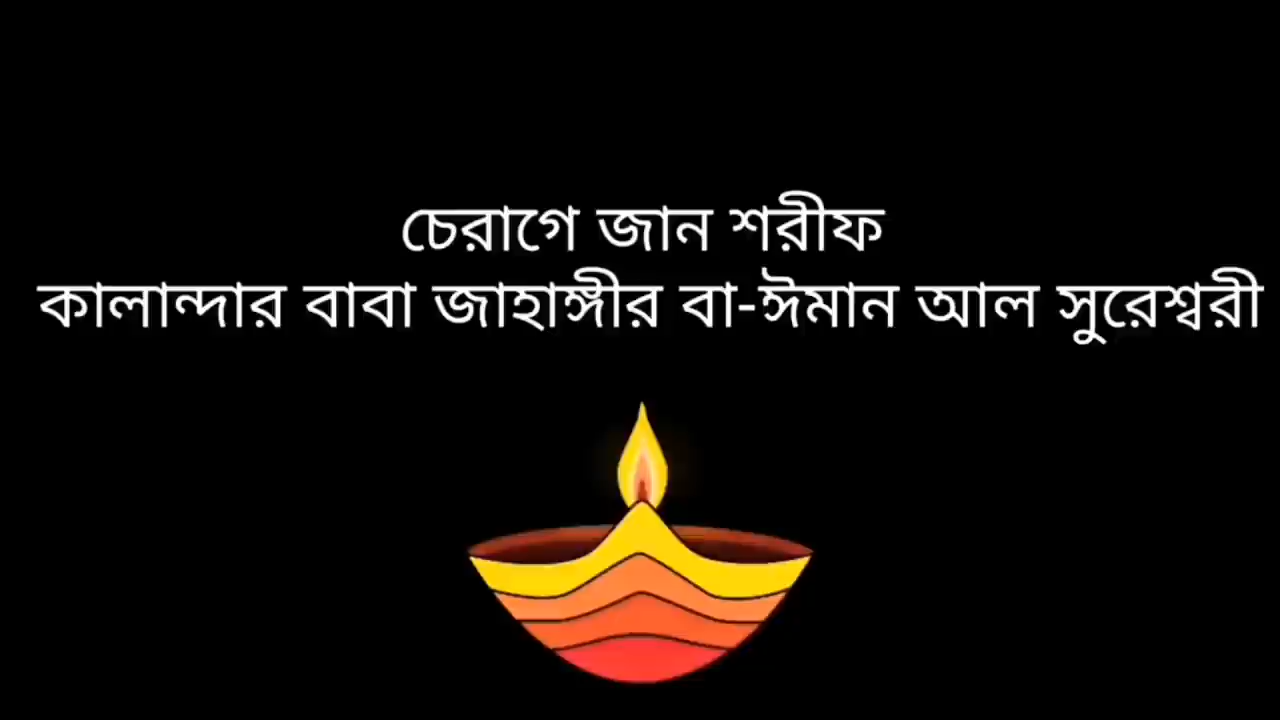 চেরাগে জান শরীফ
কালান্দার বাবা জাহাঙ্গীর বা-ঈমান আল সুরেশ্বরী